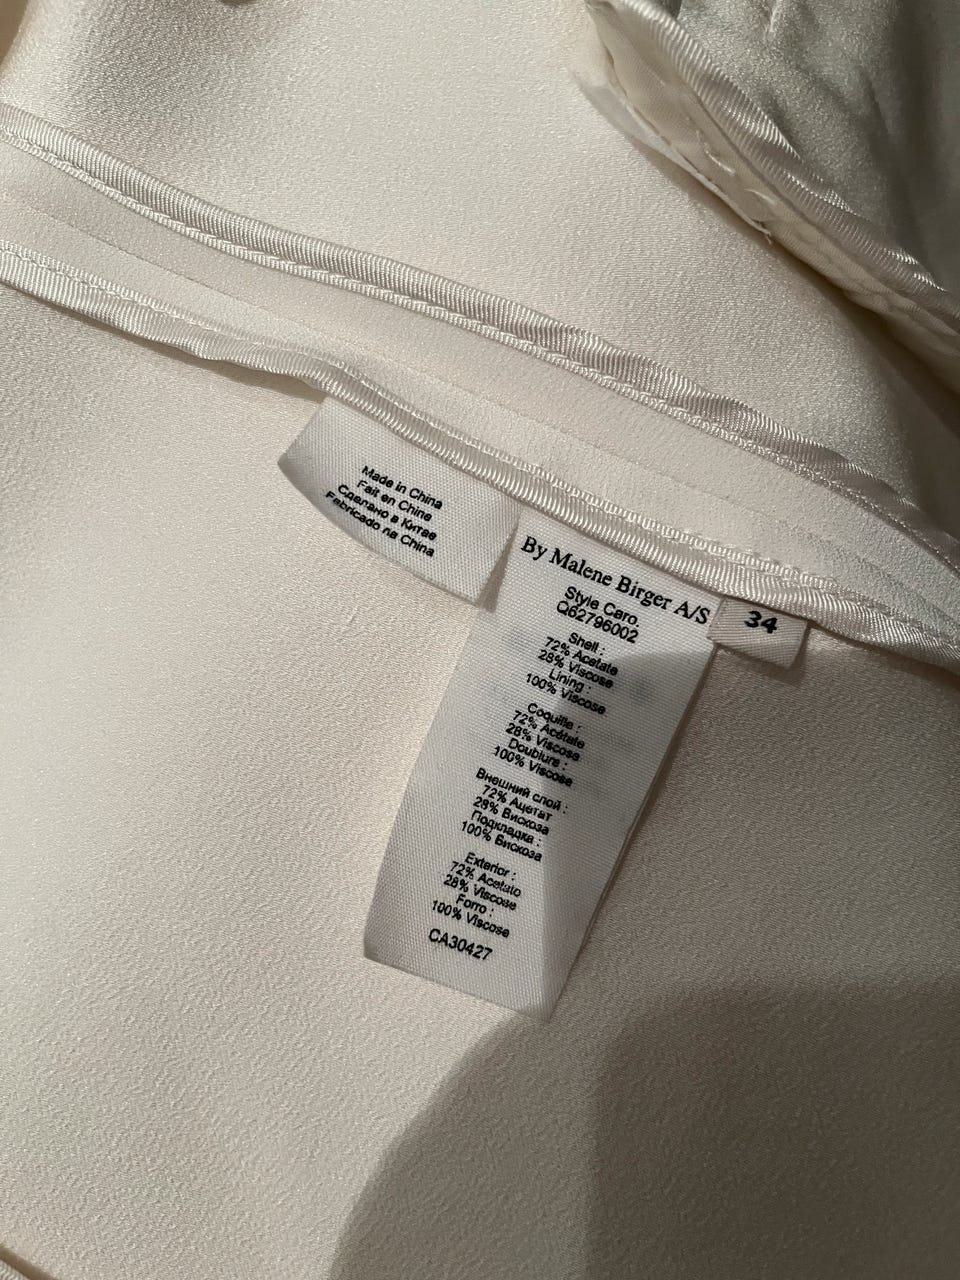 Made in China
Fait en Chine
Сделано в Китае
Fabricado na China
By Malene Birger A/S
34
Style Caro.
Q62796002
Shell :
72% Acetate
28% Viscose
Lining :
100% Viscose
Coquille :
72% Acétate
28% Viscose
Doublure :
100% Viscose
Внешний слой :
72% Ацетат
28% Вискоза
Подкладка :
100% Вискоза
Exterior :
72% Acetato
28% Viscose
Forro :
100% Viscose
CA30427